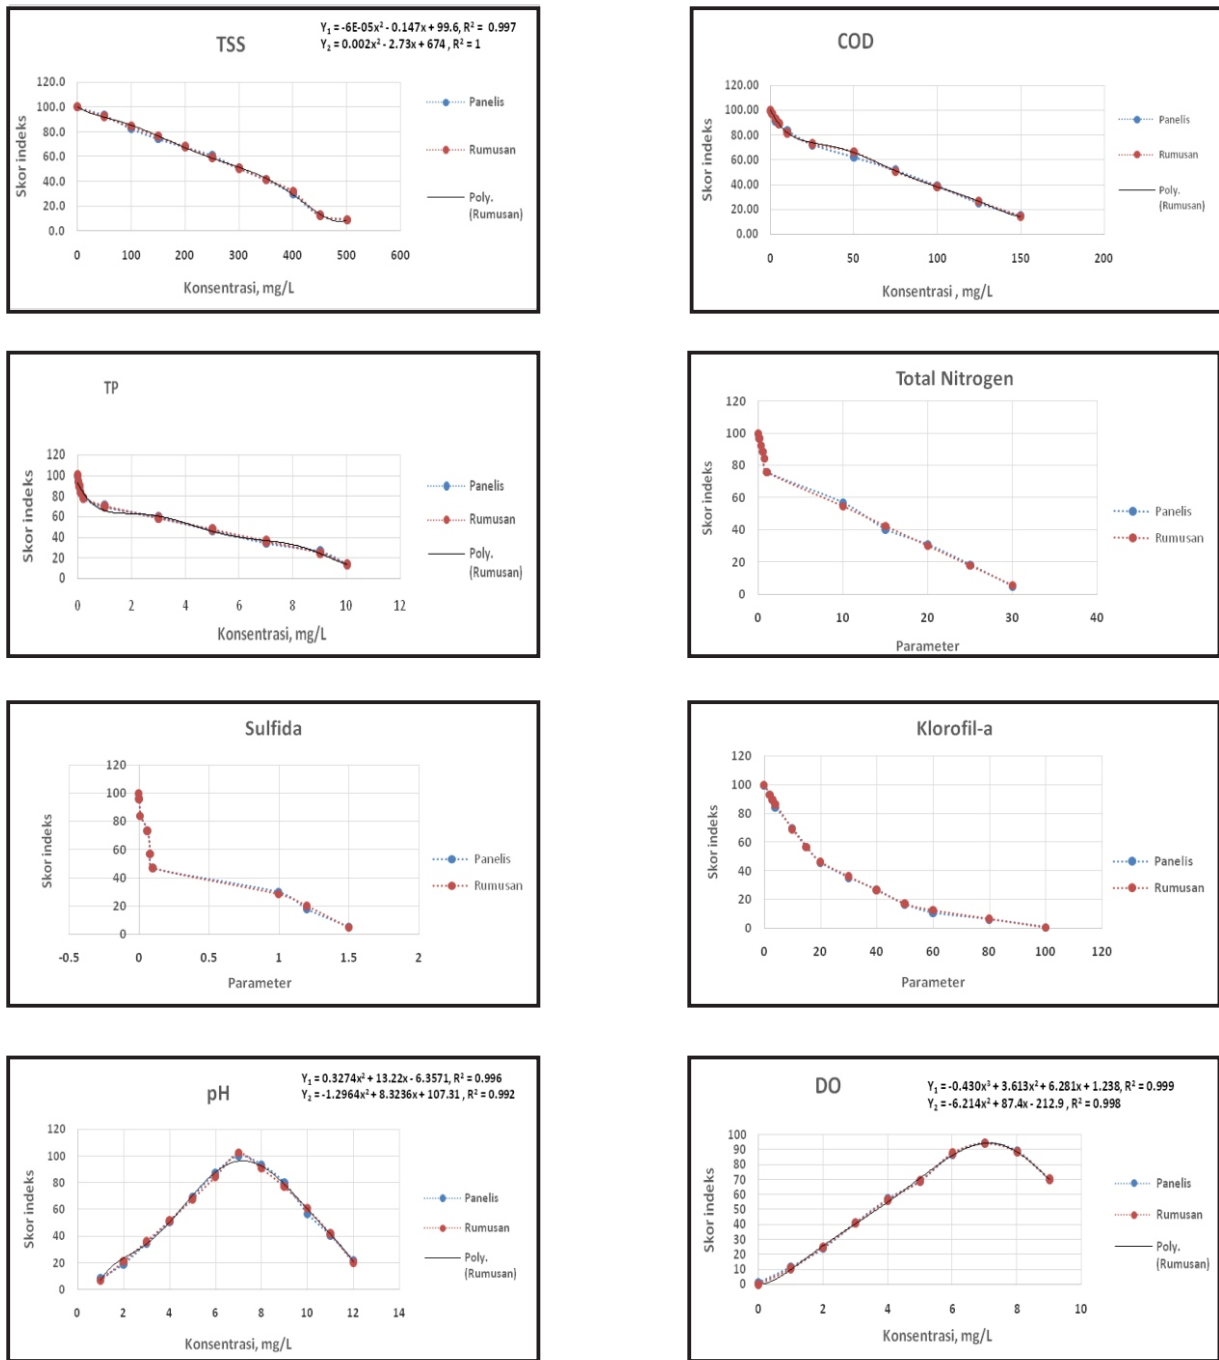 TSS
Y₁ = -6E-05x² - 0.147x + 99.6, R² = 0.997
Y₂ = 0.002x² - 2.73x + 674 , R² = 1
Skor indeks
120.0
100.0
80.0
60.0
40.0
20.0
0.0
0 100 200 300 400 500 600
Konsentrasi, mg/L
Panelis
Rumusan
Poly.
(Rumusan)
COD
Skor indeks
120.00
100.00
80.00
60.00
40.00
20.00
0.00
0 50 100 150 200
Konsentrasi , mg/L
Panelis
Rumusan
Poly.
(Rumusan)
TP
Skor indeks
120
100
80
60
40
20
0
0 2 4 6 8 10 12
Konsentrasi, mg/L
Panelis
Rumusan
Poly.
(Rumusan)
Total Nitrogen
Skor indeks
120
100
80
60
40
20
0
0 10 20 30 40
Parameter
Panelis
Rumusan
Sulfida
Skor indeks
120
100
80
60
40
20
0
-0.5 0 0.5 1 1.5 2
Parameter
Panelis
Rumusan
Klorofil-a
Skor indeks
120
100
80
60
40
20
0
0 20 40 60 80 100 120
Parameter
Panelis
Rumusan
pH
Y₁ = 0.3274x² + 13.22x - 6.3571, R² = 0.996
Y₂ = -1.2964x² + 8.3236x + 107.31, R² = 0.992
Skor indeks
120
100
80
60
40
20
0
0 2 4 6 8 10 12 14
Konsentrasi, mg/L
Panelis
Rumusan
Poly.
(Rumusan)
DO
Y₁ = -0.430x³ + 3.613x² + 6.281x + 1.238, R² = 0.999
Y₂ = -6.214x² + 87.4x - 212.9 , R² = 0.998
Skor indeks
100
90
80
70
60
50
40
30
20
10
0
0 2 4 6 8 10
Konsentrasi, mg/L
Panelis
Rumusan
Poly.
(Rumusan)